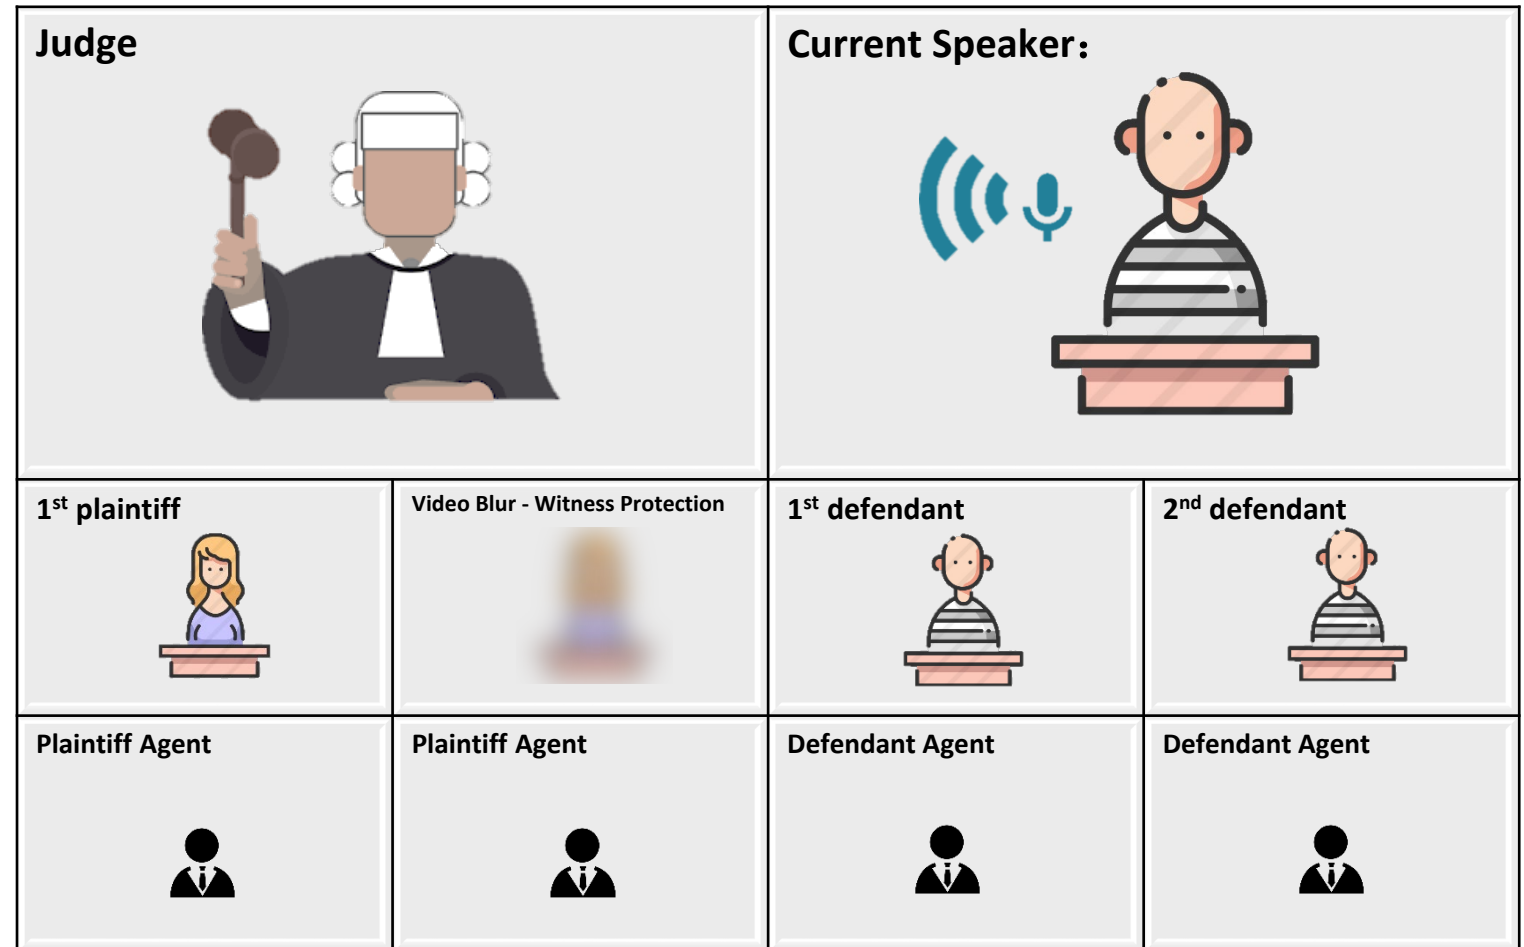 Judge
Current Speaker：
1st plaintiff
Video Blur - Witness Protection
1st defendant
2nd defendant
Plaintiff Agent
Plaintiff Agent
Defendant Agent
Defendant Agent